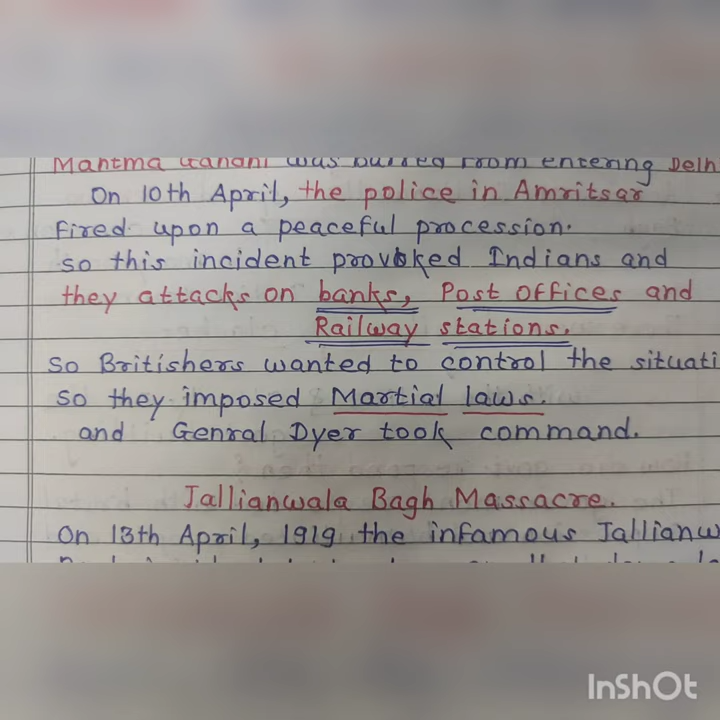 Mahtma Gandhi was barred from entering Delh
On 10th April, the police in Amritsar
fired upon a peaceful procession.
so this incident provoked Indians and
they attacks on banks, Post offices and
Railway stations.
So Britishers wanted to control the situati
so they imposed Martial laws.
and Genral Dyer took command.
Jallianwala Bagh Massacre.
On 13th April, 1919 the infamous Jallianw
InShOt